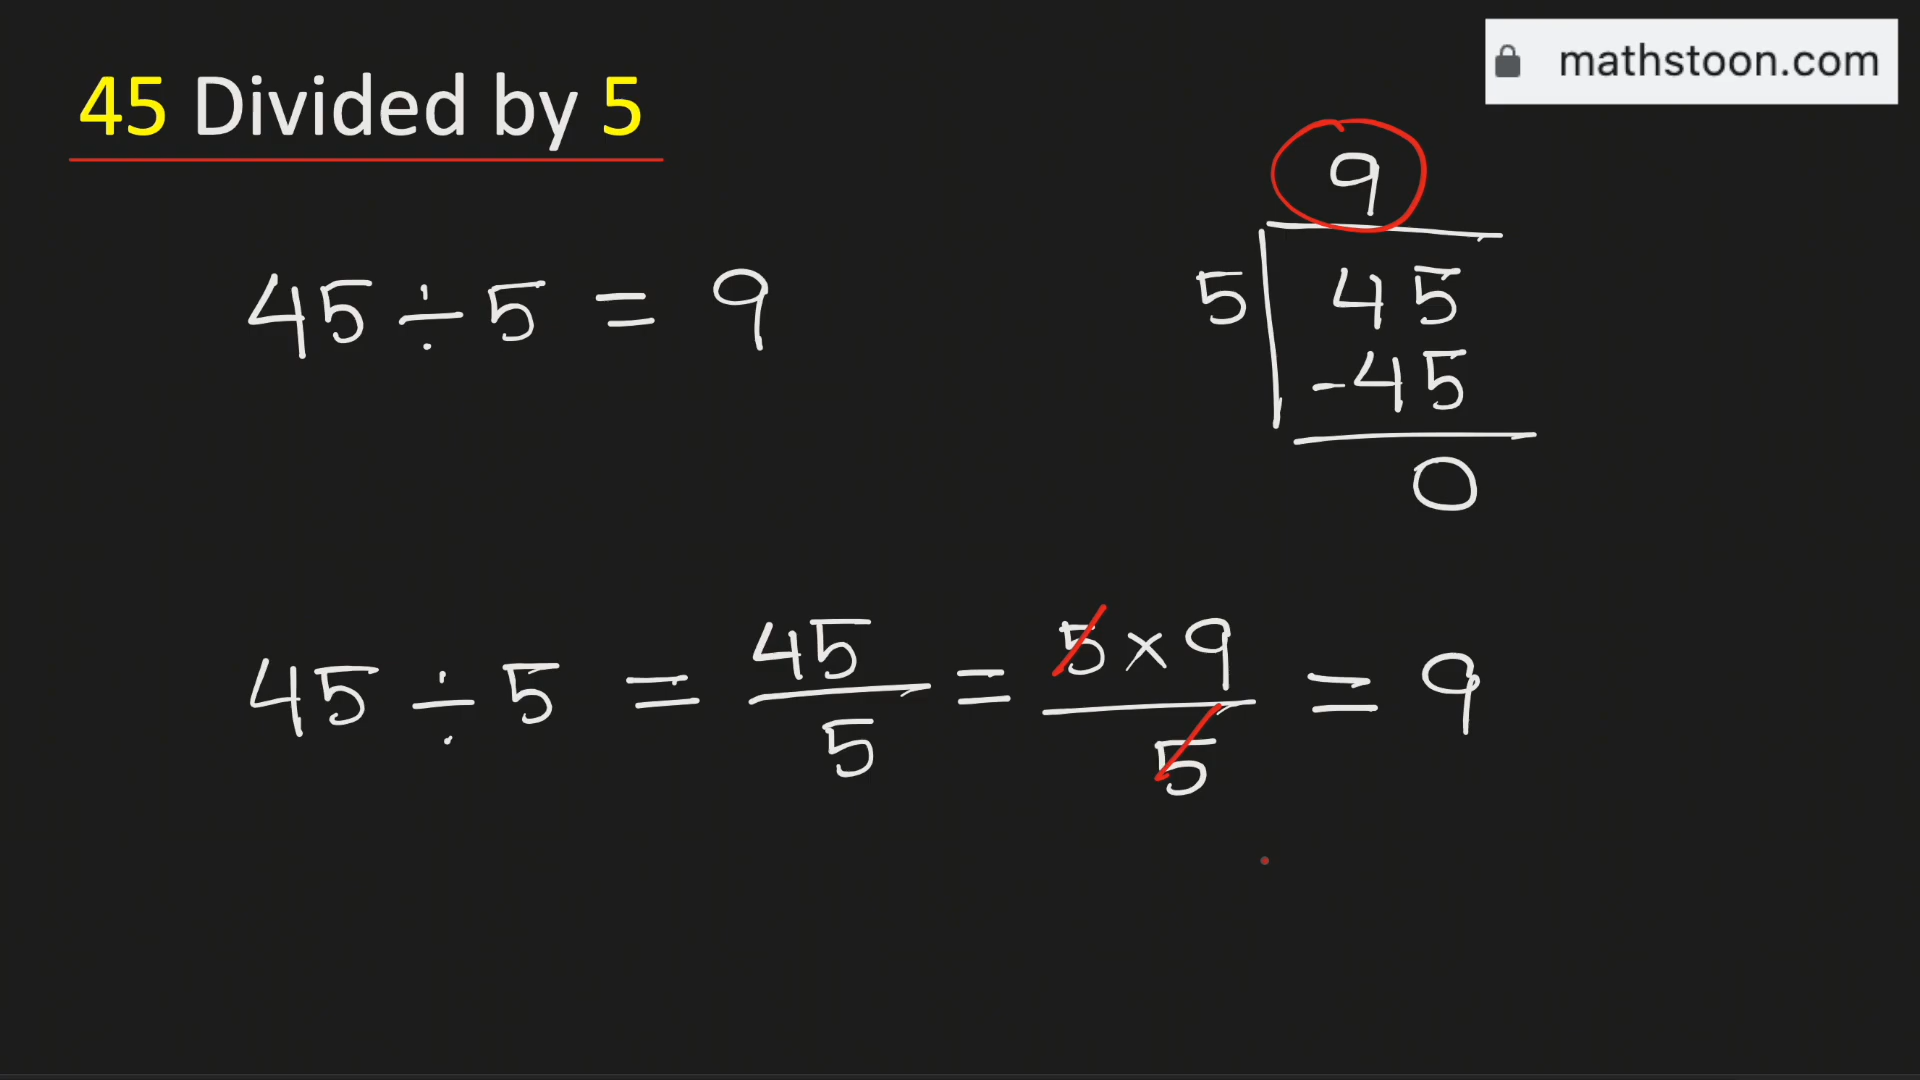 mathstoon.com
45 Divided by 5
45 ÷ 5 = 9
9
5 45
-45
0
45 ÷ 5 = 45/5 = 5 × 9/5 = 9